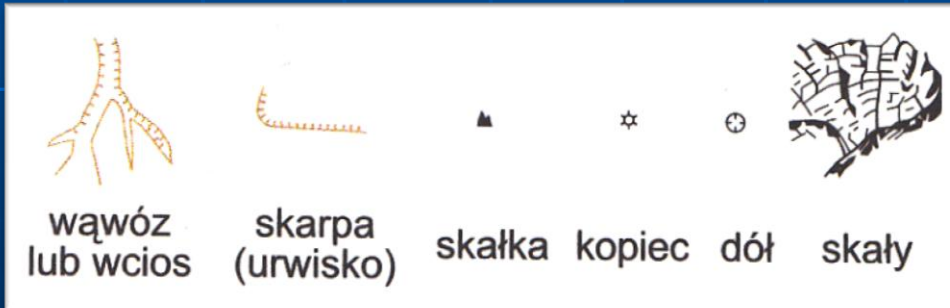 wąwóz
lub wcios
skarpa
(urwisko)
skałka
kopiec
dół
skały